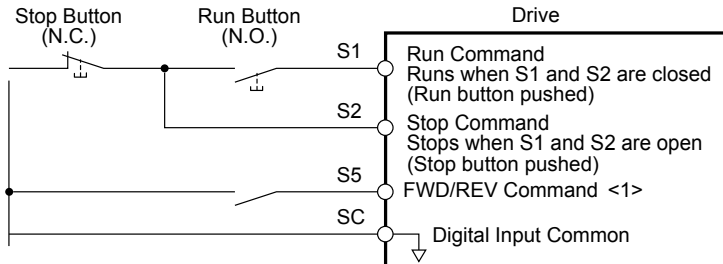 Stop Button
(N.C.)
Run Button
(N.O.)
Drive
S1
Run Command
Runs when S1 and S2 are closed
(Run button pushed)
S2
Stop Command
Stops when S1 and S2 are open
(Stop button pushed)
S5
FWD/REV Command <1>
SC
Digital Input Common